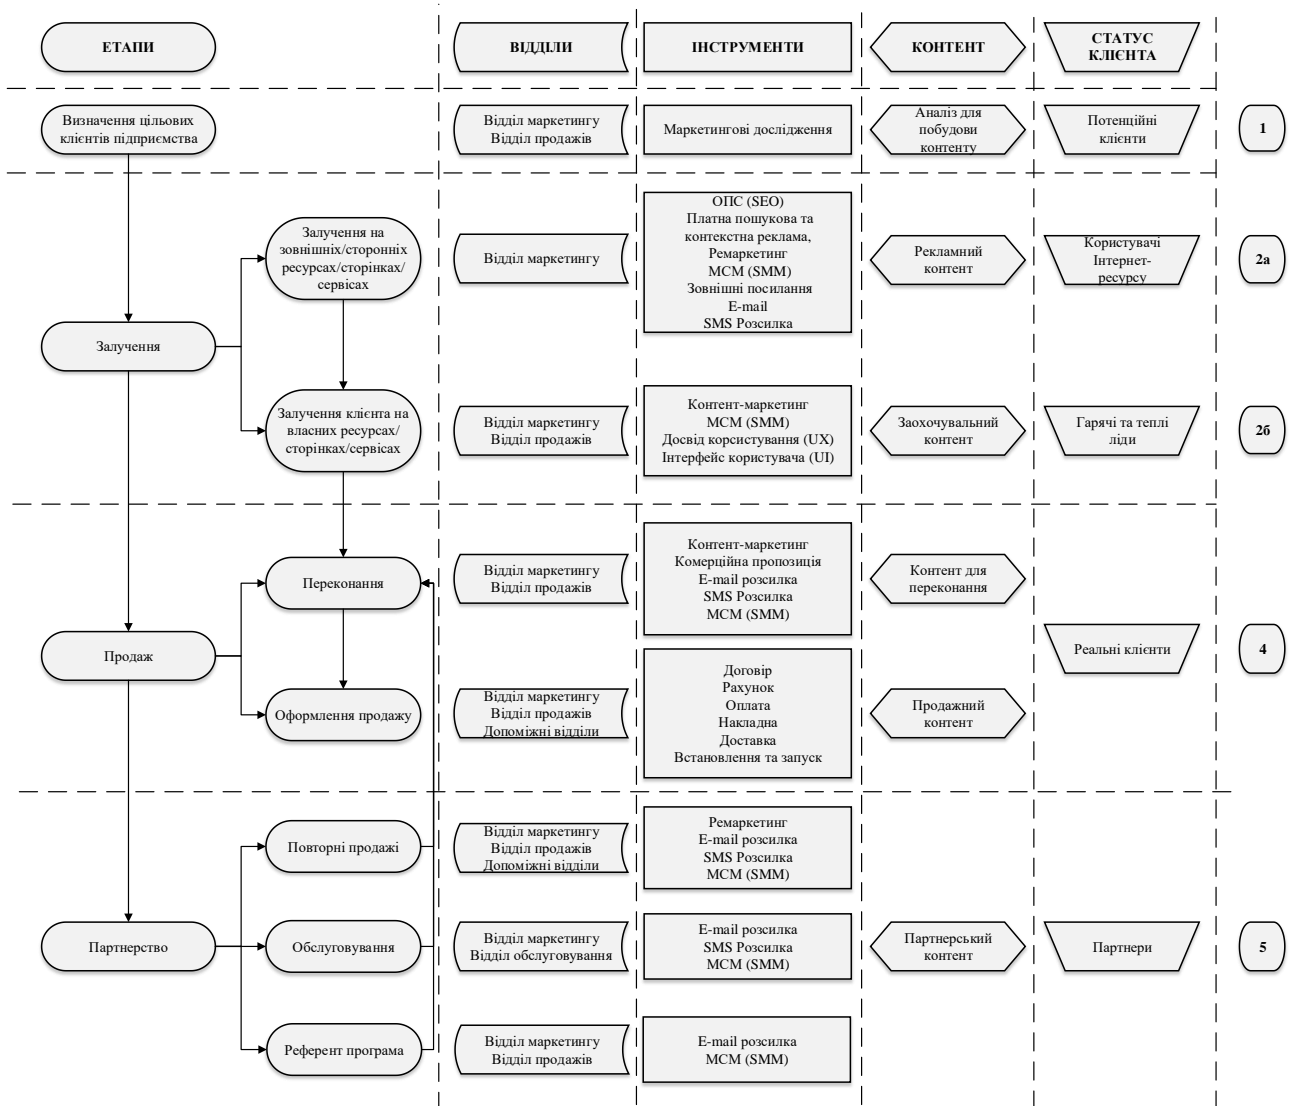 ЕТАПИ
ВІДДІЛИ
ІНСТРУМЕНТИ
КОНТЕНТ
СТАТУС
КЛІЄНТА
Визначення цільових
клієнтів підприємства
Відділ маркетингу
Відділ продажів
Маркетингові дослідження
Аналіз для
побудови
контенту
Потенційні
клієнти
1
Залучення
Залучення на
зовнішніх/сторонніх
ресурсах/сторінках/
сервісах
Відділ маркетингу
ОПС (SEO)
Платна пошукова та
контекстна реклама,
Ремаркетинг
МСМ (SMM)
Зовнішні посилання
E-mail
SMS Розсилка
Рекламний
контент
Користувачі
Інтернет-
ресурсу
2а
Залучення клієнта на
власних ресурсах/
сторінках/сервісах
Відділ маркетингу
Відділ продажів
Контент-маркетинг
МСМ (SMM)
Досвід корсистування (UX)
Інтерфейс користувача (UI)
Заохочувальний
контент
Гарячі та теплі
ліди
2б
Продаж
Переконання
Відділ маркетингу
Відділ продажів
Контент-маркетинг
Комерційна пропозиція
E-mail розсилка
SMS Розсилка
МСМ (SMM)
Контент для
переконання
Реальні клієнти
4
Оформлення продажу
Відділ маркетингу
Відділ продажів
Допоміжні відділи
Договір
Рахунок
Оплата
Накладна
Доставка
Встановлення та запуск
Продажний
контент
Партнерство
Повторні продажі
Відділ маркетингу
Відділ продажів
Допоміжні відділи
Ремаркетинг
E-mail розсилка
SMS Розсилка
МСМ (SMM)
Обслуговування
Відділ маркетингу
Відділ обслуговування
E-mail розсилка
SMS Розсилка
МСМ (SMM)
Партнерський
контент
Партнери
5
Референт програма
Відділ маркетингу
Відділ продажів
E-mail розсилка
МСМ (SMM)